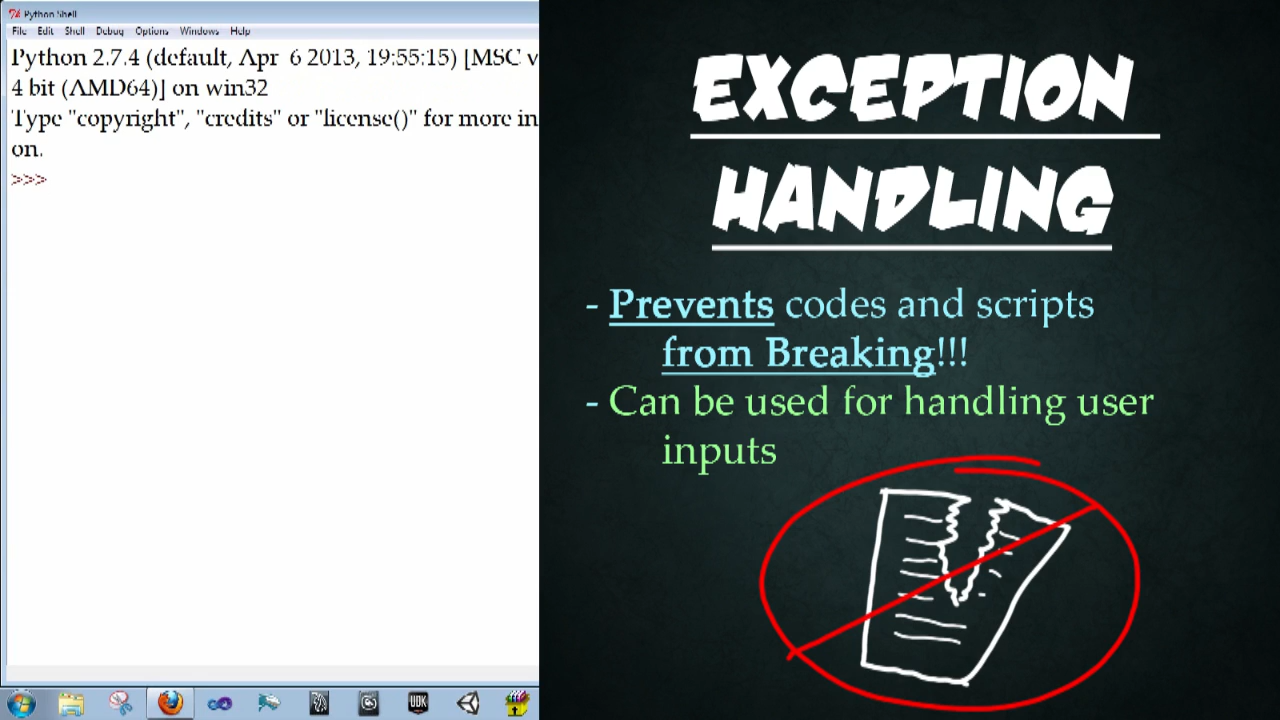 Python Shell
File Edit Shell Debug Options Windows Help
Python 2.7.4 (default, Apr 6 2013, 19:55:15) [MSC v
4 bit (AMD64)] on win32
Type "copyright", "credits" or "license()" for more in
on.
>>>
EXCEPTION
HANDLING
- Prevents codes and scripts
from Breaking!!!
- Can be used for handling user
inputs
UDK